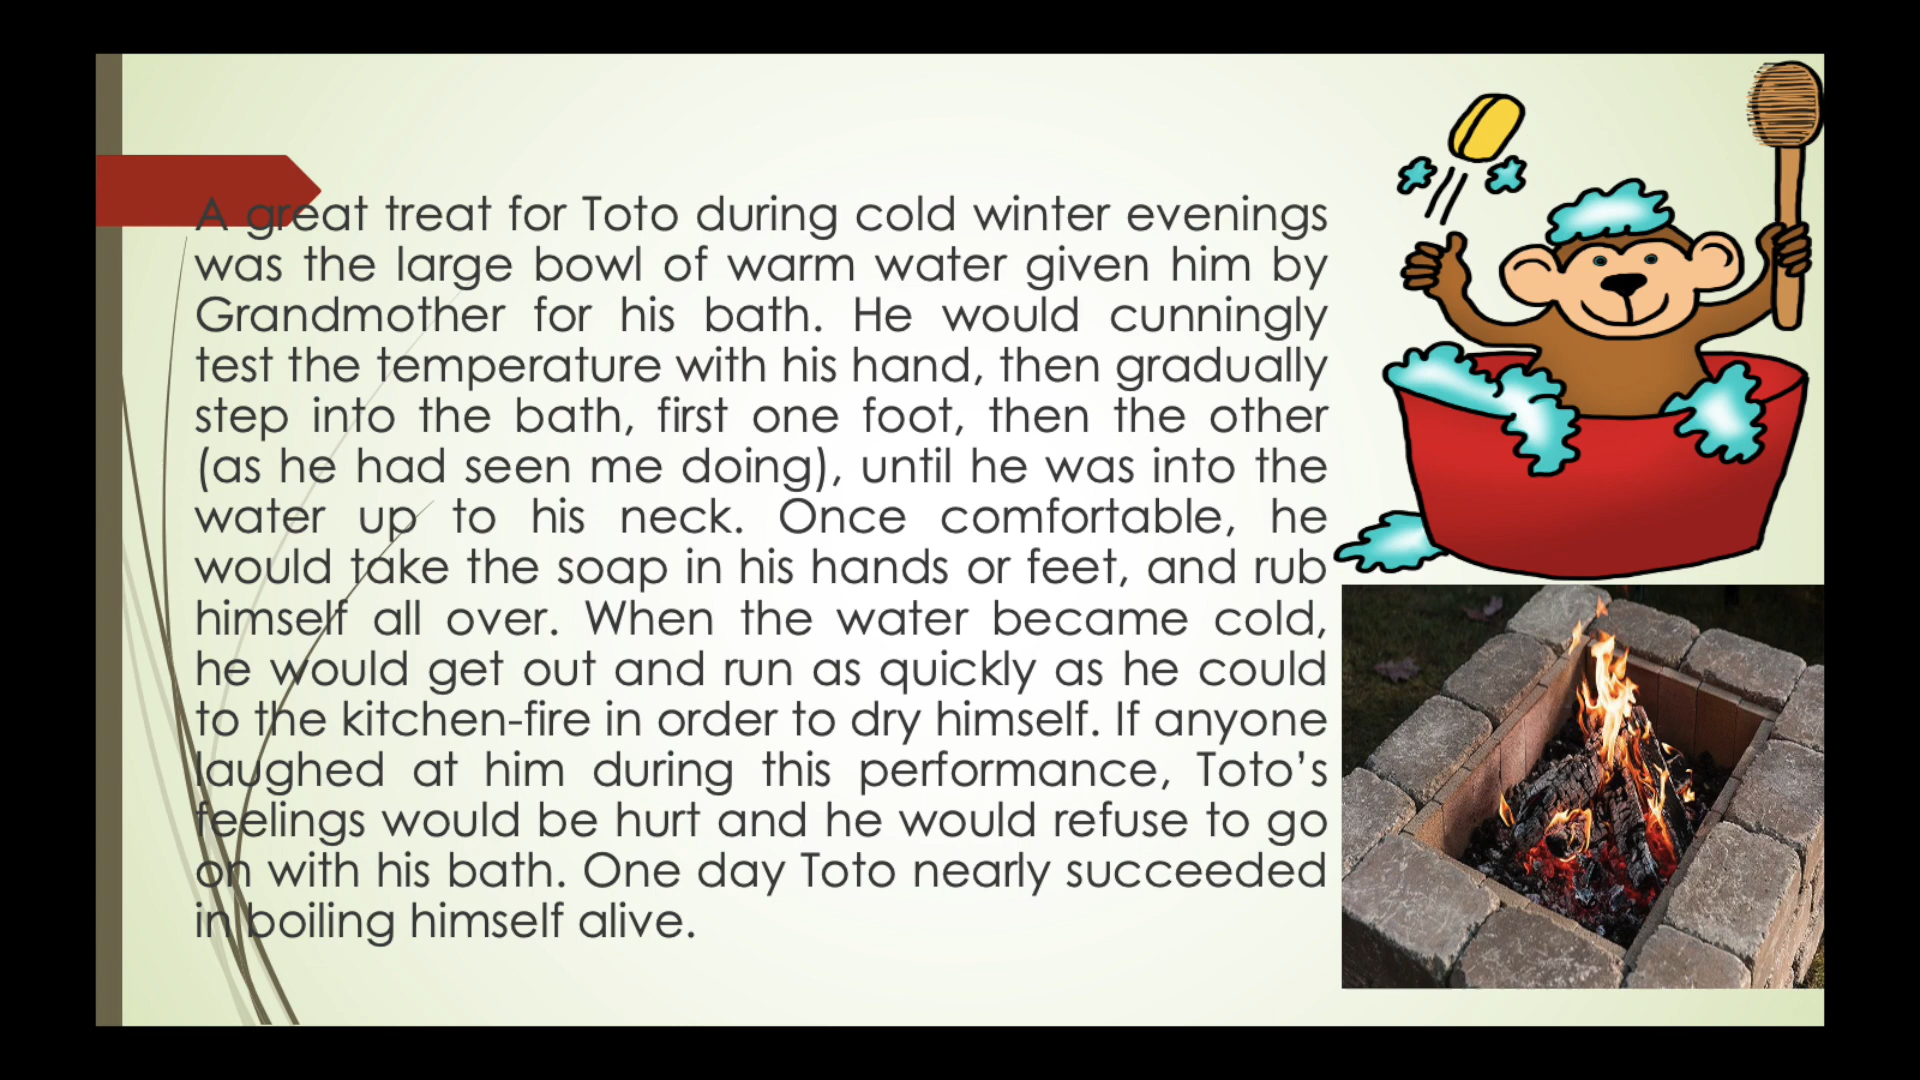 A great treat for Toto during cold winter evenings
was the large bowl of warm water given him by
Grandmother for his bath. He would cunningly
test the temperature with his hand, then gradually
step into the bath, first one foot, then the other
(as he had seen me doing), until he was into the
water up to his neck. Once comfortable, he
would take the soap in his hands or feet, and rub
himself all over. When the water became cold,
he would get out and run as quickly as he could
to the kitchen-fire in order to dry himself. If anyone
laughed at him during this performance, Toto’s
feelings would be hurt and he would refuse to go
on with his bath. One day Toto nearly succeeded
in boiling himself alive.